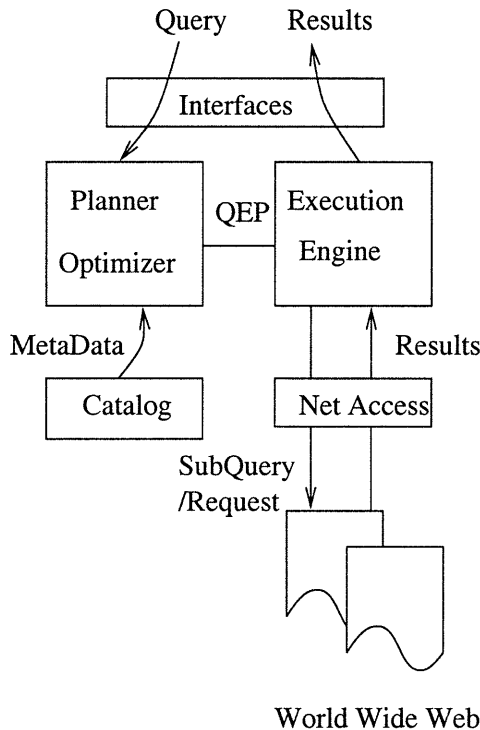 Query
Results
Interfaces
Planner
Optimizer
QEP
Execution
Engine
MetaData
Results
Catalog
Net Access
SubQuery
/Request
World Wide Web